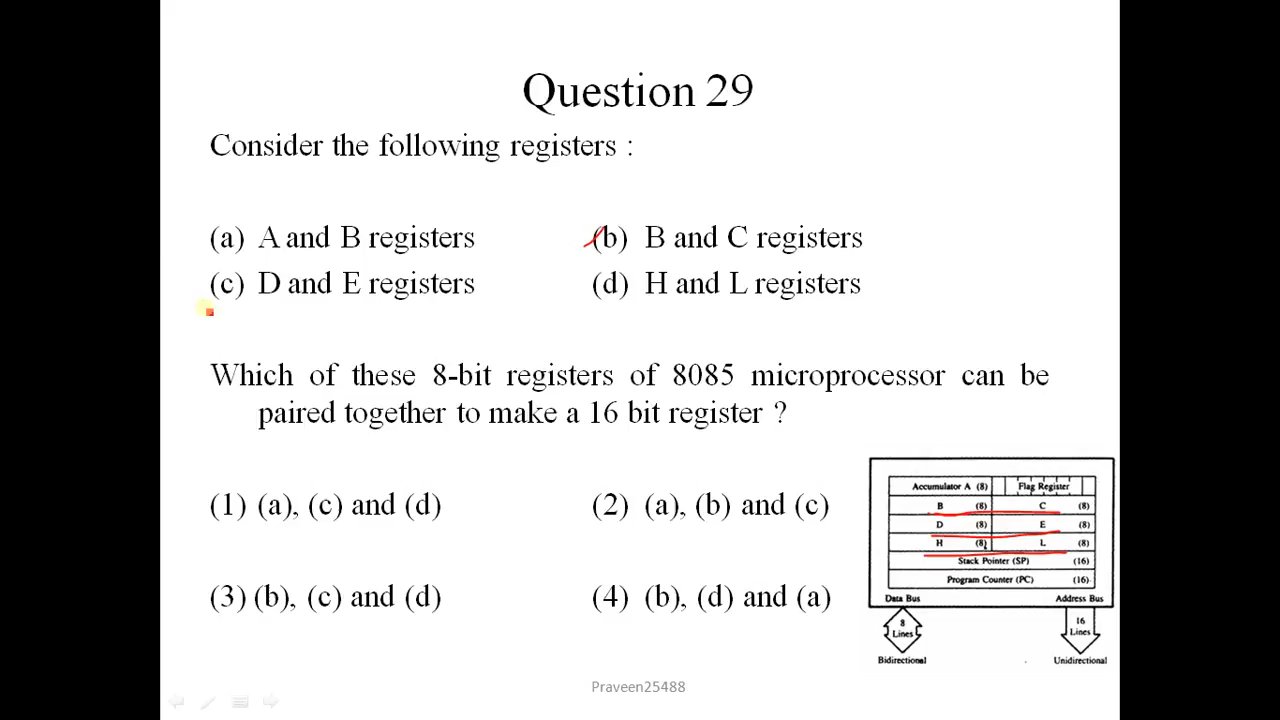 Question 29
Consider the following registers :
(a) A and B registers (b) B and C registers
(c) D and E registers (d) H and L registers
Which of these 8-bit registers of 8085 microprocessor can be
paired together to make a 16 bit register ?
(1) (a), (c) and (d) (2) (a), (b) and (c)
(3) (b), (c) and (d) (4) (b), (d) and (a)
Accumulator A (8) Flag Register
B (8) C (8)
D (8) E (8)
H (8) L (8)
Stack Pointer (SP) (16)
Program Counter (PC) (16)
Data Bus Address Bus
8 Lines 16 Lines
Bidirectional Unidirectional
Praveen25488